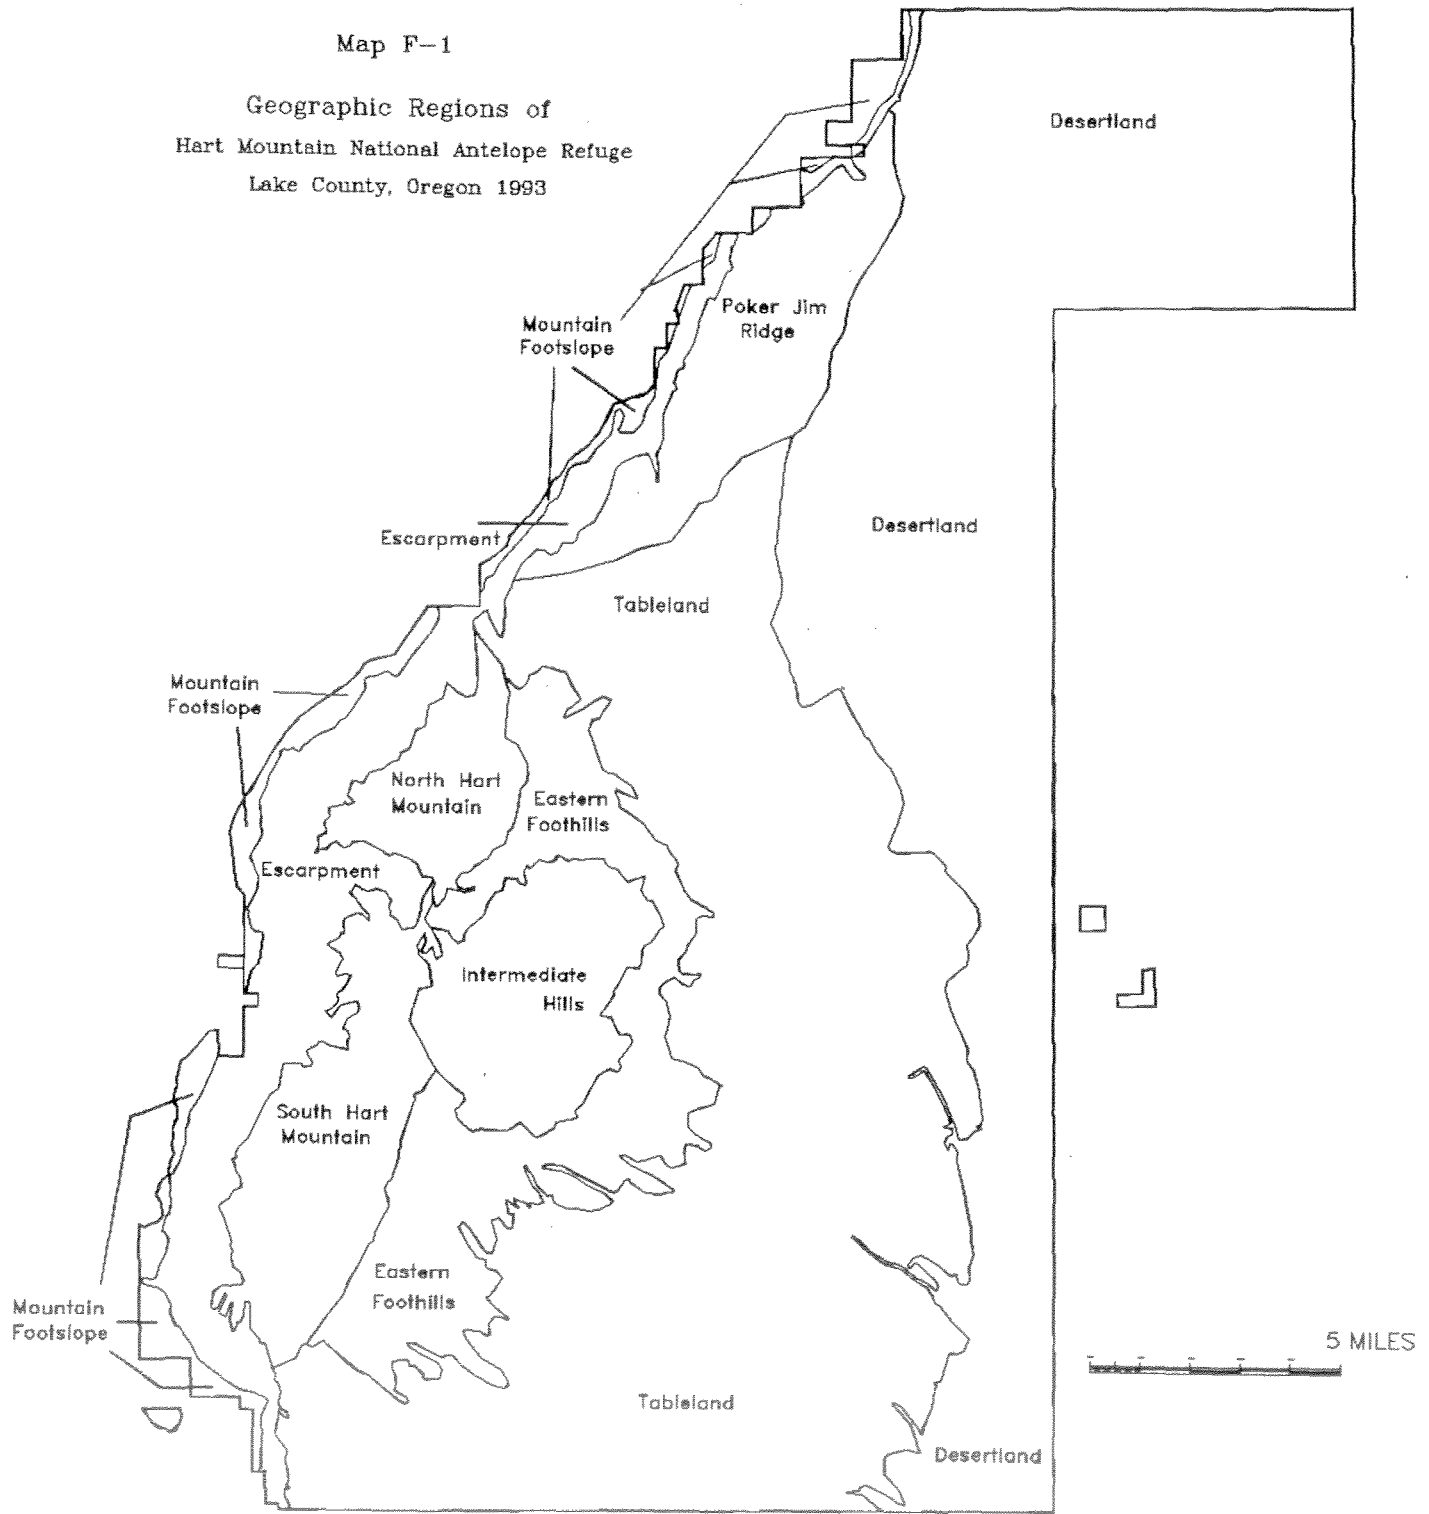 Map F-1
Geographic Regions of
Hart Mountain National Antelope Refuge
Lake County, Oregon 1993
Desertland
Poker Jim
Ridge
Mountain
Footslope
Desertland
Escarpment
Tableland
Mountain
Footslope
North Hart
Mountain
Eastern
Foothills
Escarpment
Intermediate
Hills
South Hart
Mountain
Eastern
Foothills
Mountain
Footslope
5 MILES
Tableland
Desertland